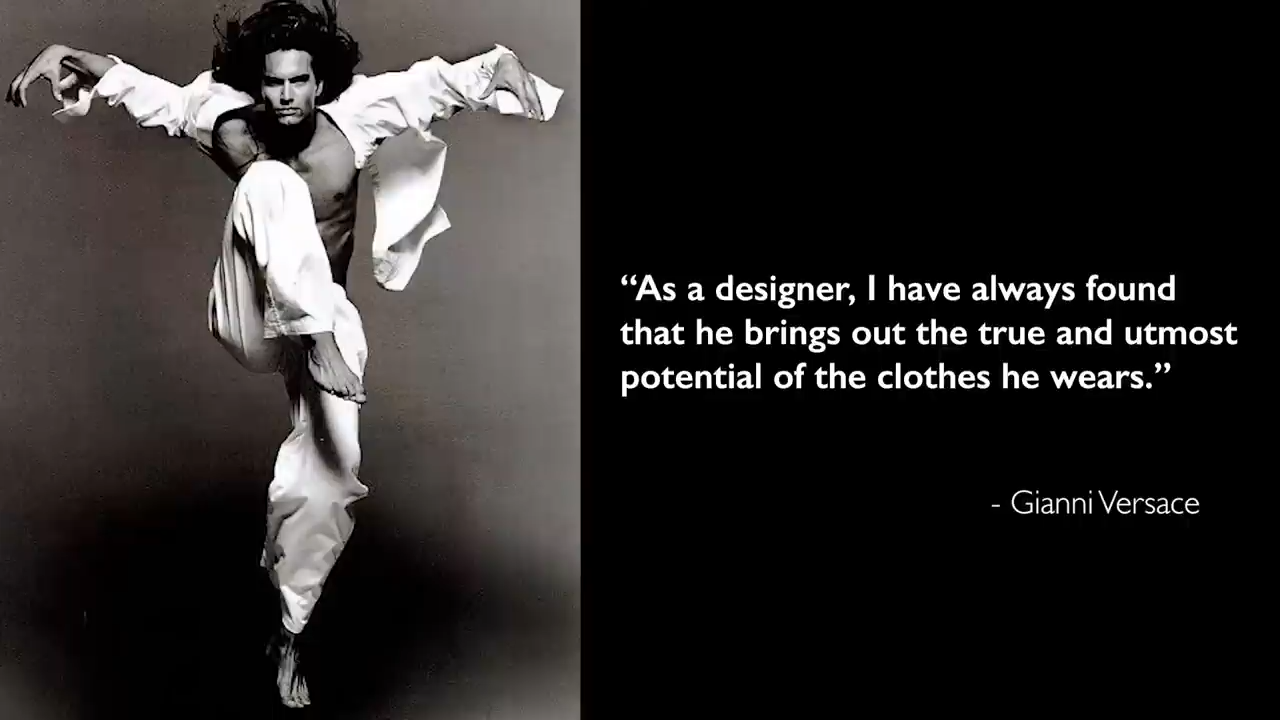 “As a designer, I have always found
that he brings out the true and utmost
potential of the clothes he wears.”
- Gianni Versace